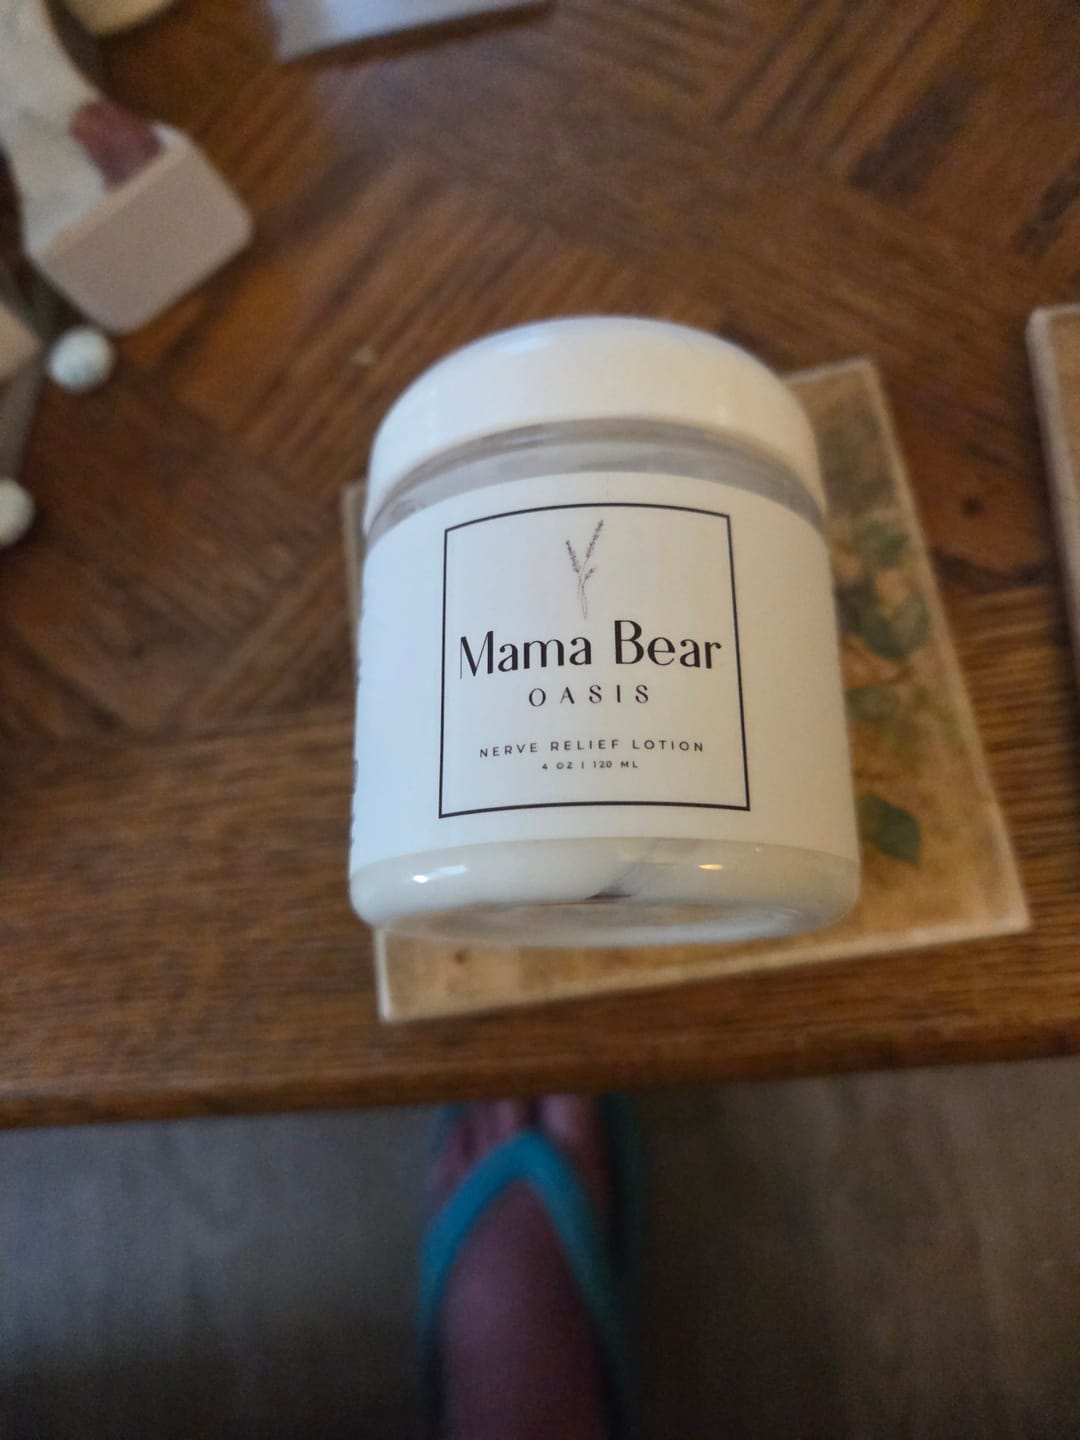 Mama Bear
OASIS
NERVE RELIEF LOTION
4 OZ | 120 ML